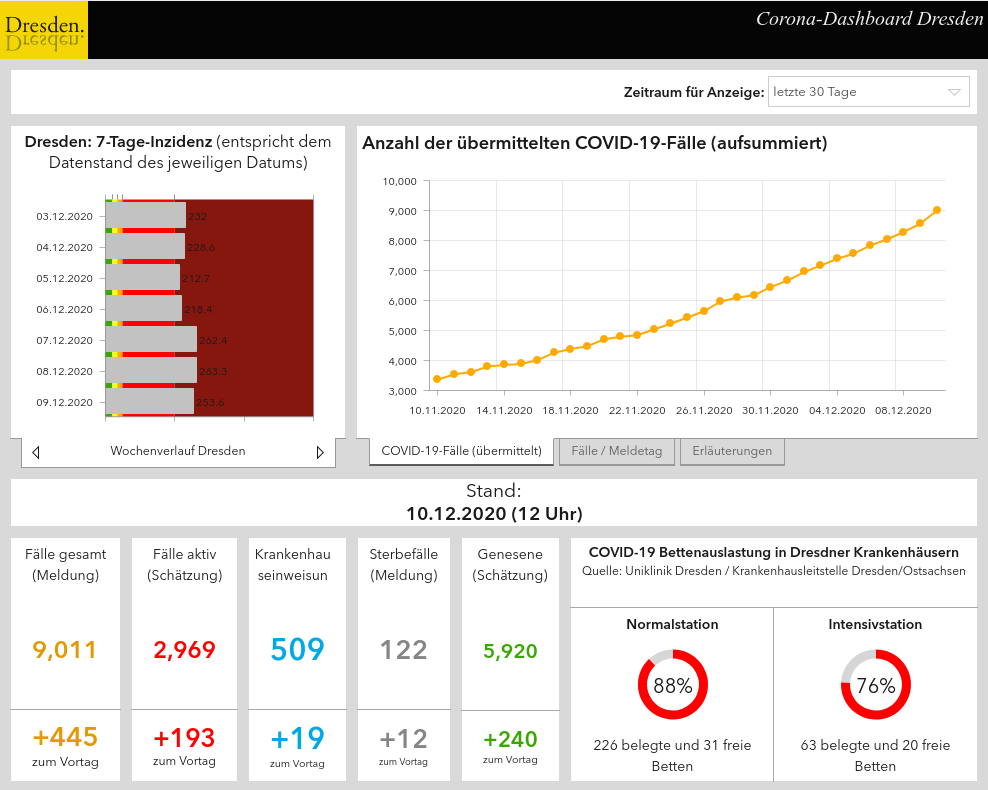 Dresden.
Dresden.
Corona-Dashboard Dresden
Zeitraum für Anzeige: letzte 30 Tage
Dresden: 7-Tage-Inzidenz (entspricht dem
Datenstand des jeweiligen Datums)
03.12.2020 232
04.12.2020 228.6
05.12.2020 212.7
06.12.2020 218.4
07.12.2020 262.4
08.12.2020 263.3
09.12.2020 253.6
Wochenverlauf Dresden
Anzahl der übermittelten COVID-19-Fälle (aufsummiert)
10,000
9,000
8,000
7,000
6,000
5,000
4,000
3,000
10.11.2020 14.11.2020 18.11.2020 22.11.2020 26.11.2020 30.11.2020 04.12.2020 08.12.2020
COVID-19-Fälle (übermittelt) Fälle / Meldetag Erläuterungen
Stand:
10.12.2020 (12 Uhr)
Fälle gesamt
(Meldung)
9,011
+445
zum Vortag
Fälle aktiv
(Schätzung)
2,969
+193
zum Vortag
Krankenhau
seinweisun
509
+19
zum Vortag
Sterbefälle
(Meldung)
122
+12
zum Vortag
Genesene
(Schätzung)
5,920
+240
zum Vortag
COVID-19 Bettenauslastung in Dresdner Krankenhäusern
Quelle: Uniklinik Dresden / Krankenhausleitstelle Dresden/Ostsachsen
Normalstation
88%
226 belegte und 31 freie
Betten
Intensivstation
76%
63 belegte und 20 freie
Betten